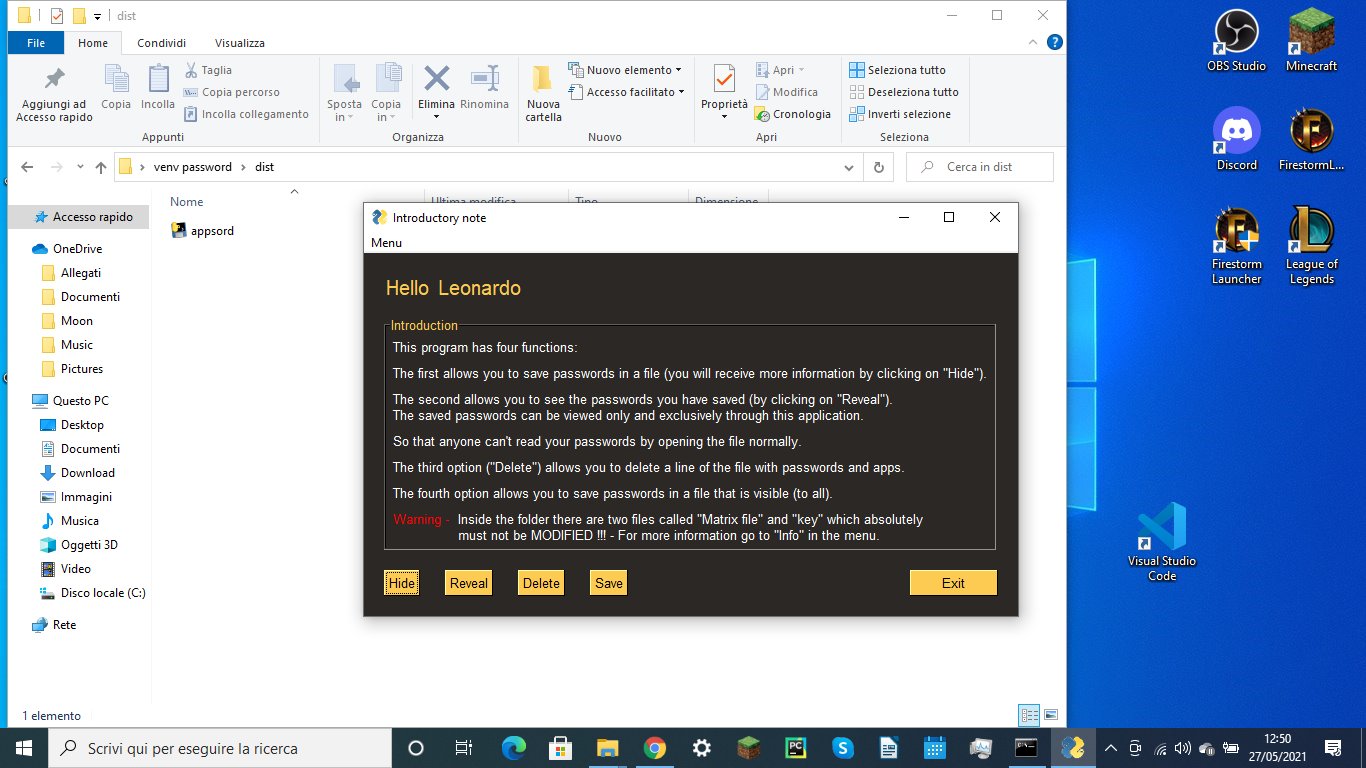 dist
File
Home
Condividi
Visualizza
Aggiungi ad
Accesso rapido
Copia
Incolla
Taglia
Copia percorso
Incolla collegamento
Appunti
Sposta
in
Copia
in
Elimina
Rinomina
Organizza
Nuova
cartella
Nuovo elemento
Accesso facilitato
Nuovo
Proprietà
Apri
Modifica
Cronologia
Apri
Seleziona tutto
Deseleziona tutto
Inverti selezione
Seleziona
venv password
dist
Cerca in dist
Nome
Ultima modifica
Tipo
Dimensione
appsord
Accesso rapido
OneDrive
Allegati
Documenti
Moon
Music
Pictures
Questo PC
Desktop
Documenti
Download
Immagini
Musica
Oggetti 3D
Video
Disco locale (C:)
Rete
1 elemento
Introductory note
Menu
Hello Leonardo
Introduction
This program has four functions:
The first allows you to save passwords in a file (you will receive more information by clicking on "Hide").
The second allows you to see the passwords you have saved (by clicking on "Reveal").
The saved passwords can be viewed only and exclusively through this application.
So that anyone can't read your passwords by opening the file normally.
The third option ("Delete") allows you to delete a line of the file with passwords and apps.
The fourth option allows you to save passwords in a file that is visible (to all).
Warning - Inside the folder there are two files called "Matrix file" and "key" which absolutely
must not be MODIFIED !!! - For more information go to "Info" in the menu.
Hide
Reveal
Delete
Save
Exit
OBS Studio
Minecraft
Discord
FirestormL...
Firestorm
Launcher
League of
Legends
Visual Studio
Code
Scrivi qui per eseguire la ricerca
12:50
27/05/2021